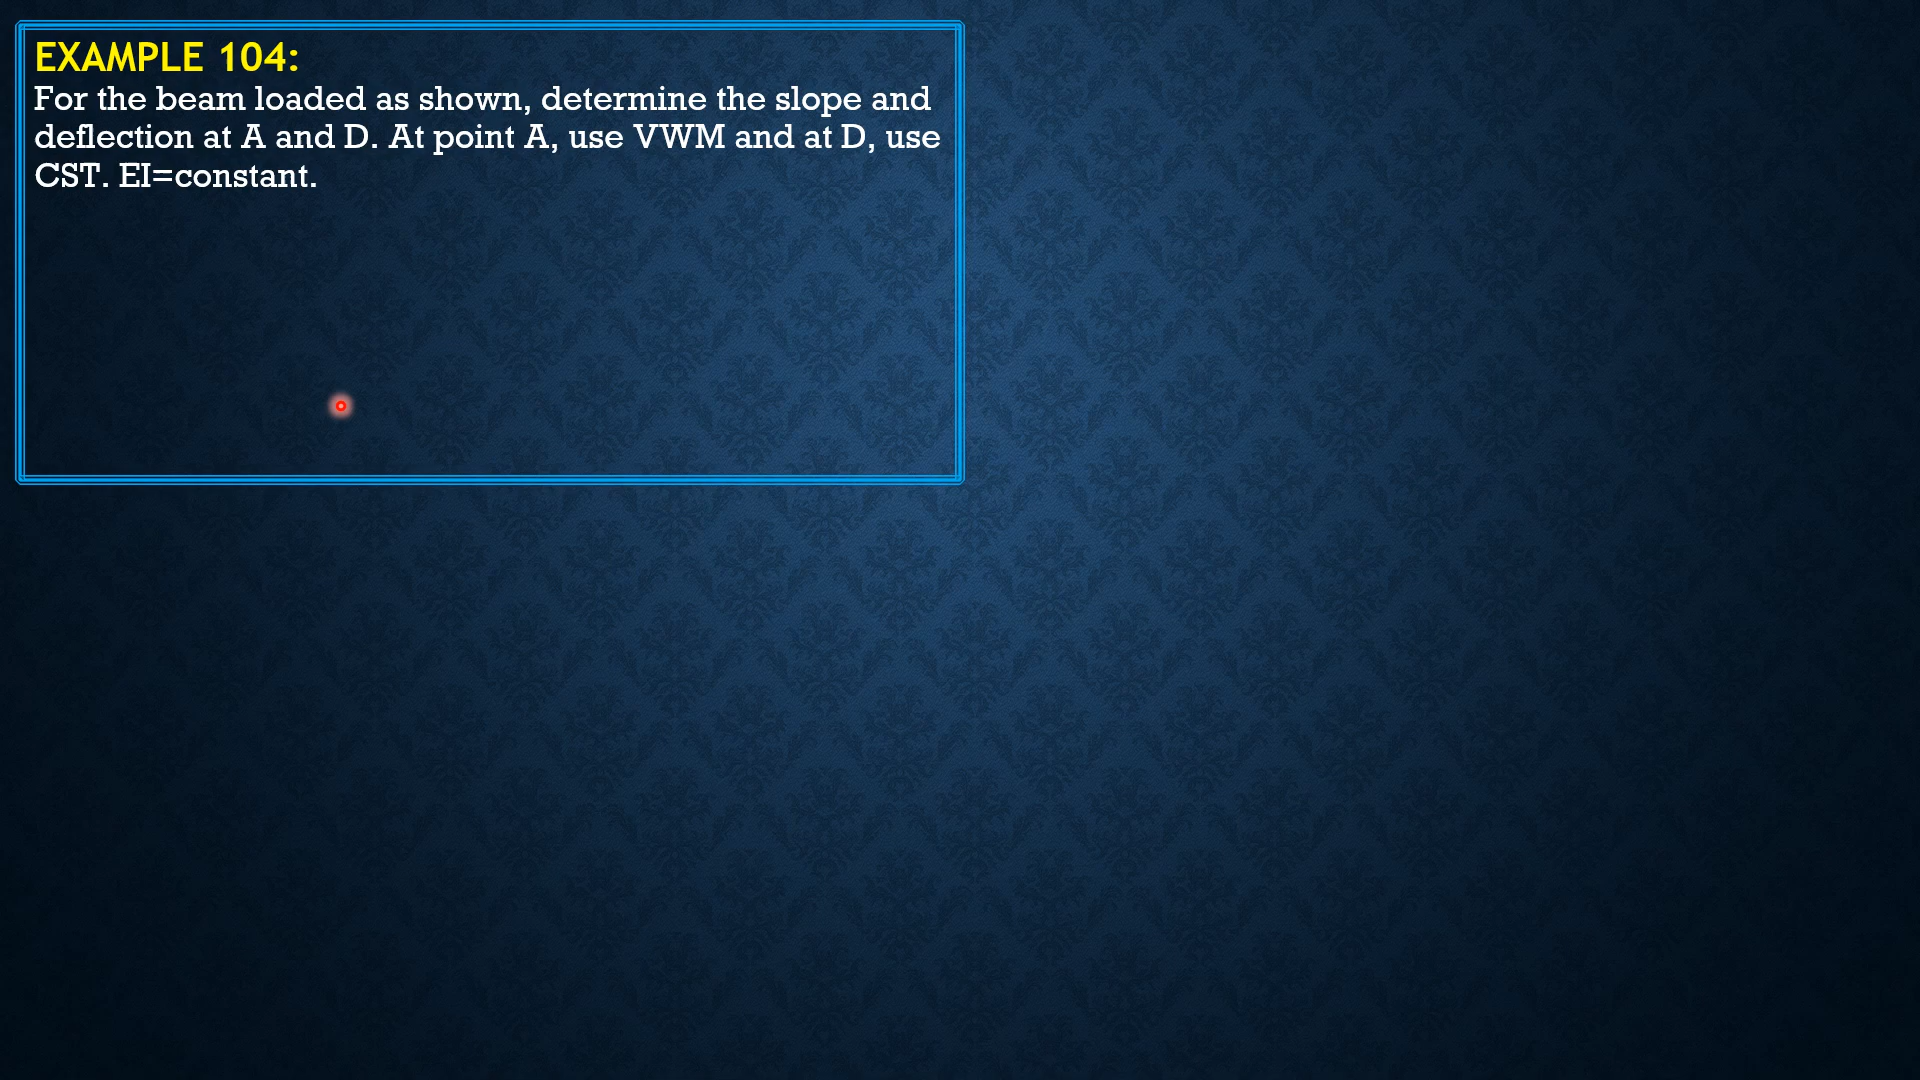 EXAMPLE 104:
For the beam loaded as shown, determine the slope and
deflection at A and D. At point A, use VWM and at D, use
CST. EI=constant.